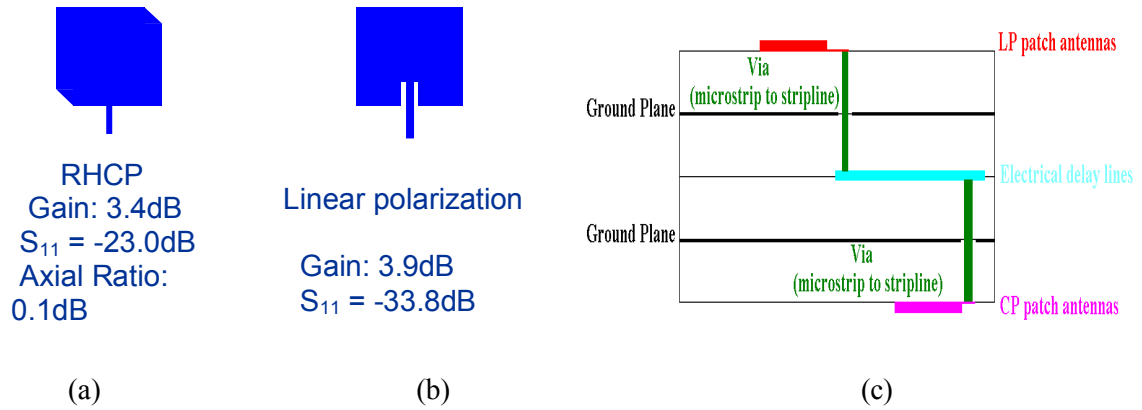 RHCP
Gain: 3.4dB
S₁₁ = -23.0dB
Axial Ratio:
0.1dB
(a)
Linear polarization
Gain: 3.9dB
S₁₁ = -33.8dB
(b)
LP patch antennas
Via
(microstrip to stripline)
Ground Plane
Electrical delay lines
Ground Plane
Via
(microstrip to stripline)
CP patch antennas
(c)